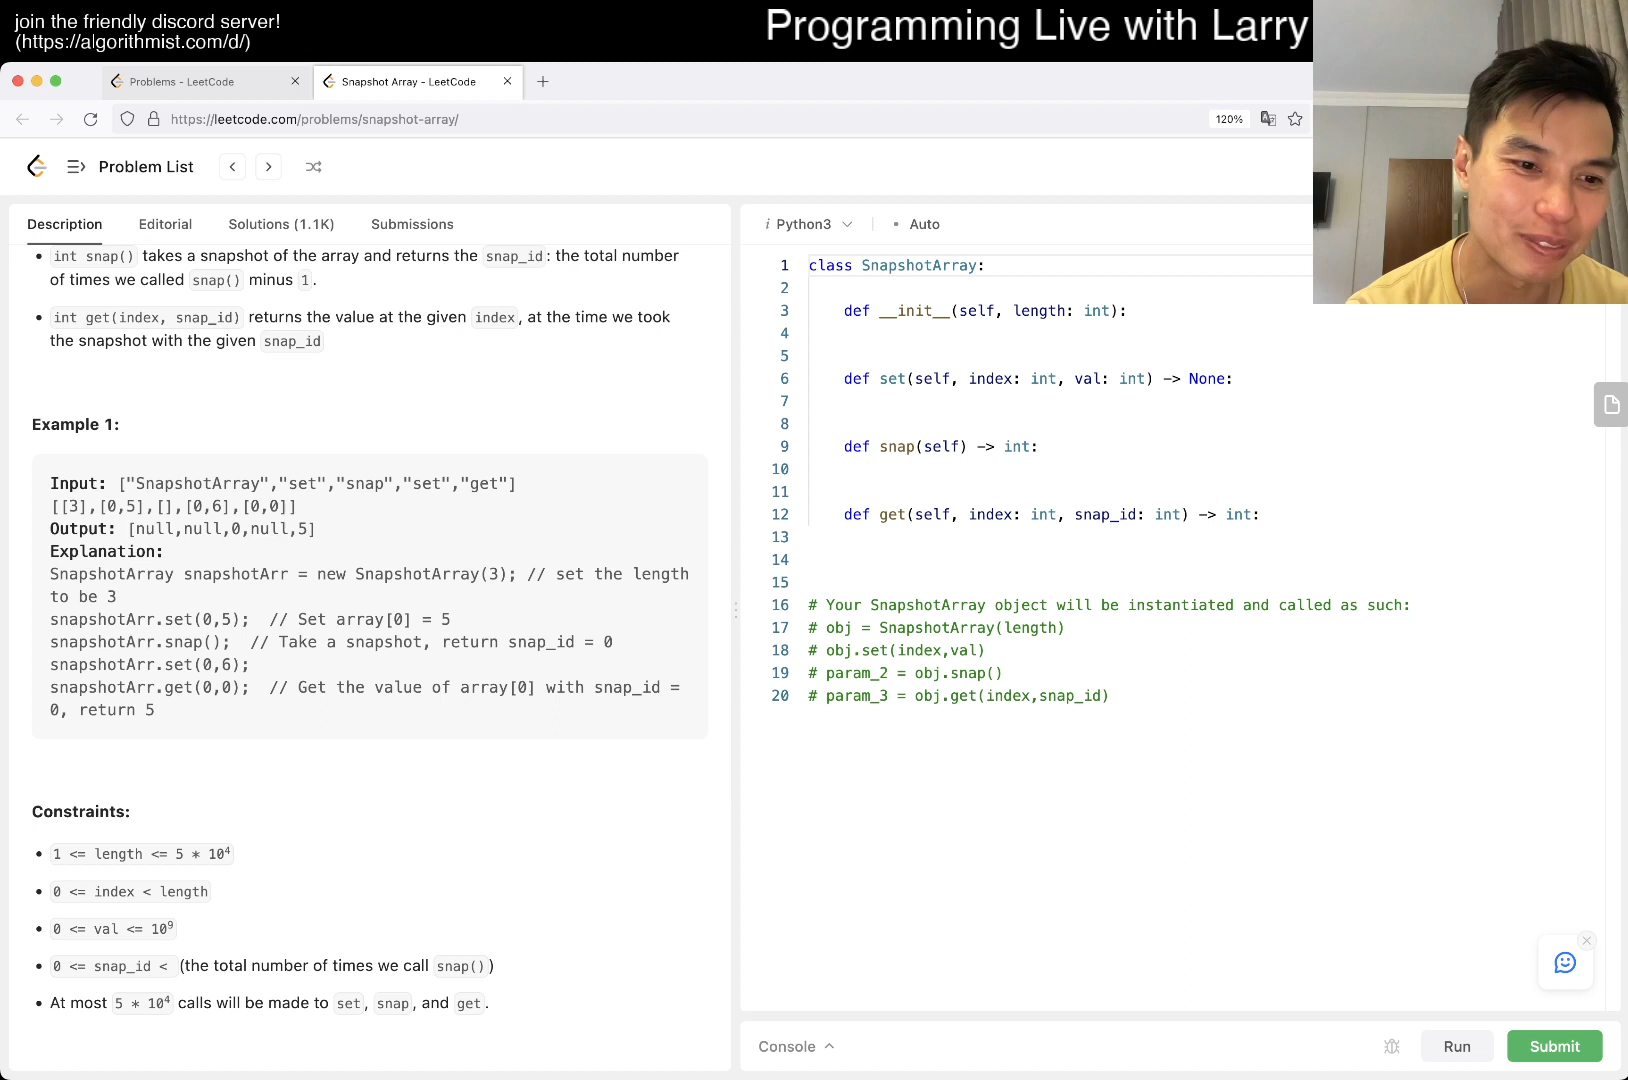 join the friendly discord server!
(https://algorithmist.com/d/)
Programming Live with Larry
Problems - LeetCode
Snapshot Array - LeetCode
https://leetcode.com/problems/snapshot-array/
120%
Problem List
Description
Editorial
Solutions (1.1K)
Submissions
int snap() takes a snapshot of the array and returns the snap_id: the total number
of times we called snap() minus 1.
int get(index, snap_id) returns the value at the given index, at the time we took
the snapshot with the given snap_id
Example 1:
Input: ["SnapshotArray","set","snap","set","get"]
[[3],[0,5],[],[0,6],[0,0]]
Output: [null,null,0,null,5]
Explanation:
SnapshotArray snapshotArr = new SnapshotArray(3); // set the length
to be 3
snapshotArr.set(0,5);  // Set array[0] = 5
snapshotArr.snap();  // Take a snapshot, return snap_id = 0
snapshotArr.set(0,6);
snapshotArr.get(0,0);  // Get the value of array[0] with snap_id =
0, return 5
Constraints:
1 <= length <= 5 * 10⁴
0 <= index < length
0 <= val <= 10⁹
0 <= snap_id < (the total number of times we call snap())
At most 5 * 10⁴ calls will be made to set, snap, and get.
i Python3
Auto
1 class SnapshotArray:
2
3     def __init__(self, length: int):
4
5
6     def set(self, index: int, val: int) -> None:
7
8
9     def snap(self) -> int:
10
11
12     def get(self, index: int, snap_id: int) -> int:
13
14
15
16 # Your SnapshotArray object will be instantiated and called as such:
17 # obj = SnapshotArray(length)
18 # obj.set(index,val)
19 # param_2 = obj.snap()
20 # param_3 = obj.get(index,snap_id)
Console
Run
Submit